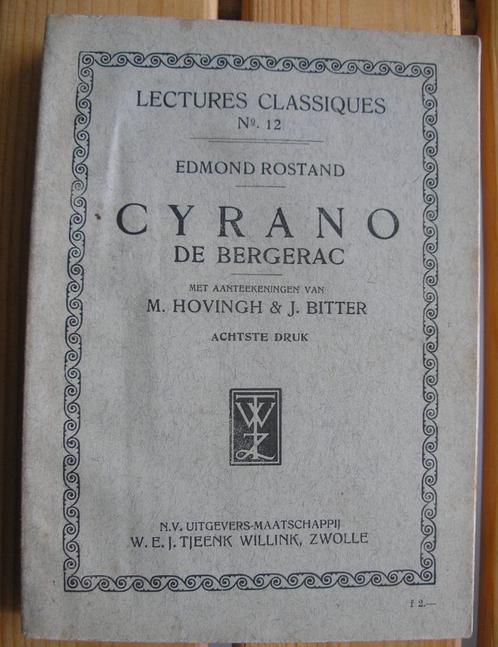 LECTURES CLASSIQUES
Nº. 12
EDMOND ROSTAND
CYRANO
DE BERGERAC
MET AANTEEKENINGEN VAN
M. HOVINGH & J. BITTER
ACHTSTE DRUK
TWZ
N.V. UITGEVERS-MAATSCHAPPIJ
W. E. J. TJEENK WILLINK, ZWOLLE
f 2.—